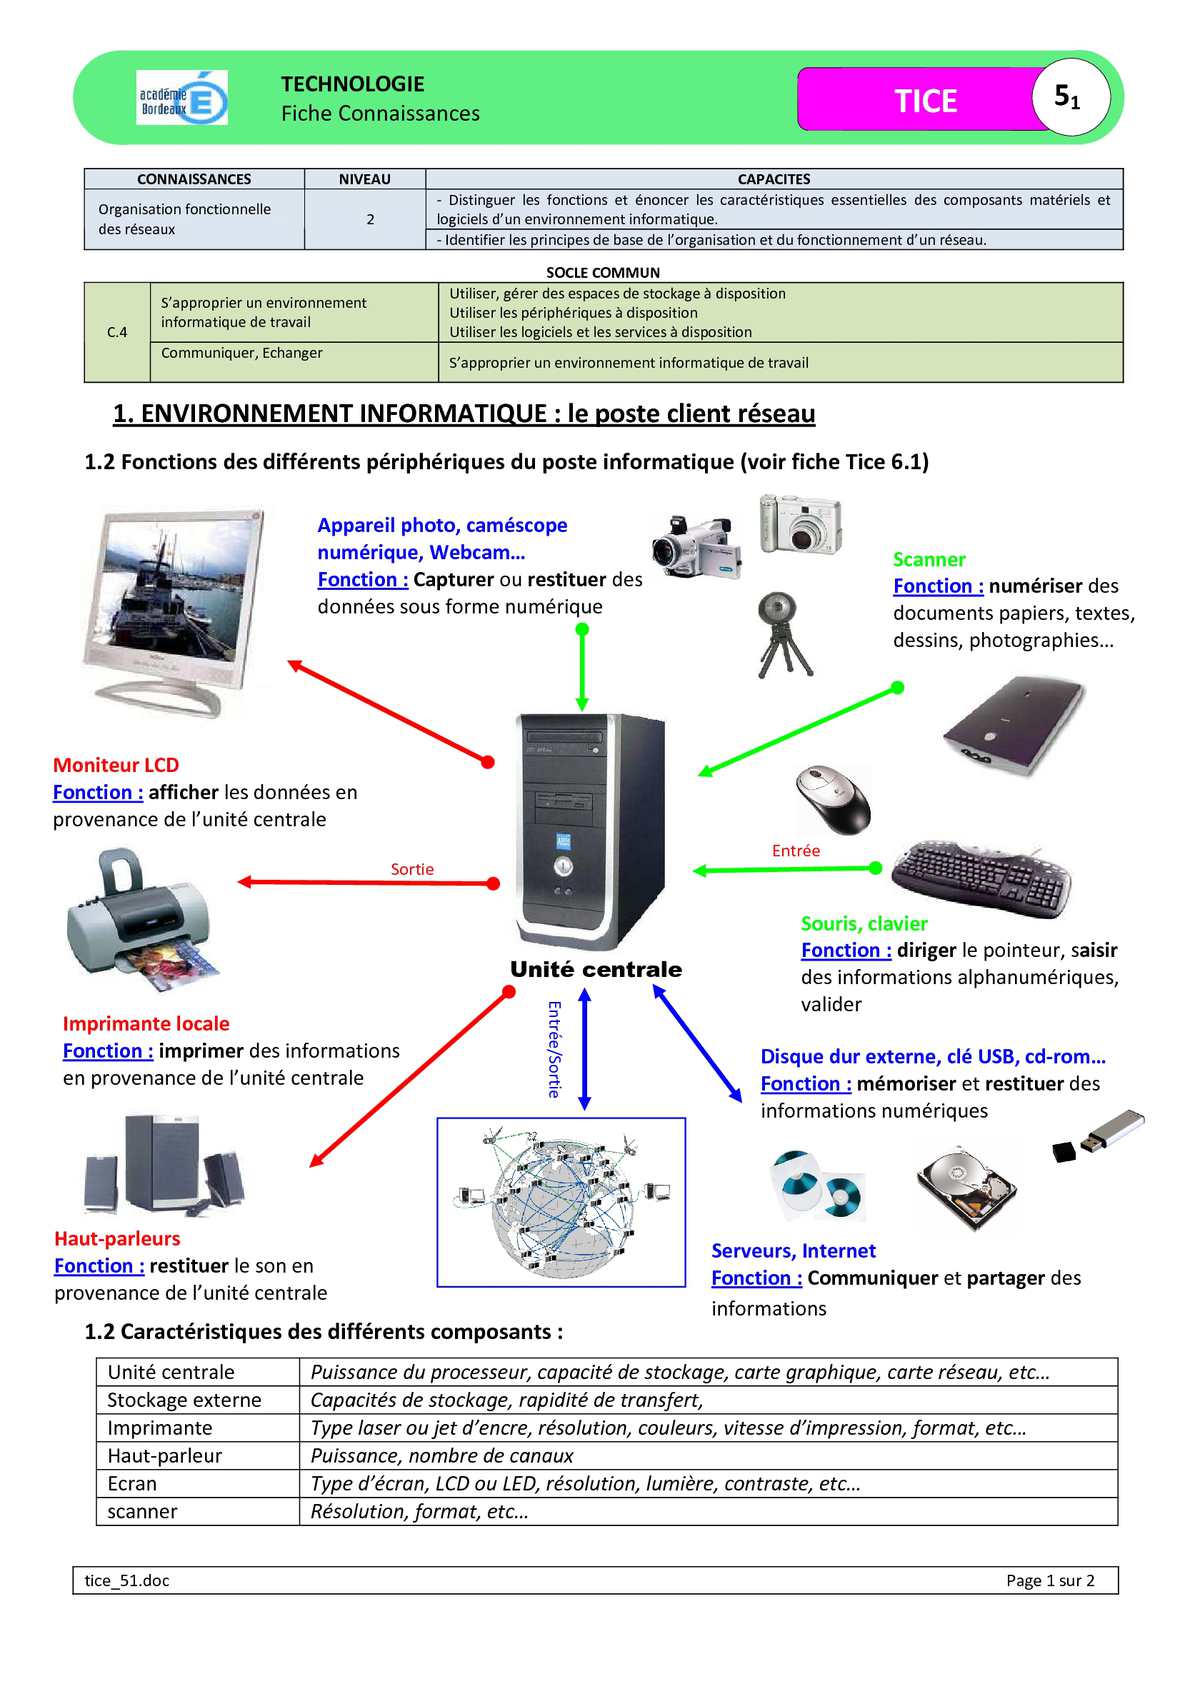 académie
Bordeaux
TECHNOLOGIE
Fiche Connaissances
TICE
51
CONNAISSANCES NIVEAU CAPACITES
Organisation fonctionnelle
des réseaux
2
- Distinguer les fonctions et énoncer les caractéristiques essentielles des composants matériels et
logiciels d’un environnement informatique.
- Identifier les principes de base de l’organisation et du fonctionnement d’un réseau.
SOCLE COMMUN
C.4
S’approprier un environnement
informatique de travail
Utiliser, gérer des espaces de stockage à disposition
Utiliser les périphériques à disposition
Utiliser les logiciels et les services à disposition
Communiquer, Echanger
S’approprier un environnement informatique de travail
1. ENVIRONNEMENT INFORMATIQUE : le poste client réseau
1.2 Fonctions des différents périphériques du poste informatique (voir fiche Tice 6.1)
Appareil photo, caméscope
numérique, Webcam…
Fonction : Capturer ou restituer des
données sous forme numérique
Scanner
Fonction : numériser des
documents papiers, textes,
dessins, photographies…
Moniteur LCD
Fonction : afficher les données en
provenance de l’unité centrale
Sortie
Entrée
Souris, clavier
Fonction : diriger le pointeur, saisir
des informations alphanumériques,
valider
Unité centrale
Entrée/Sortie
Imprimante locale
Fonction : imprimer des informations
en provenance de l’unité centrale
Disque dur externe, clé USB, cd-rom…
Fonction : mémoriser et restituer des
informations numériques
Haut-parleurs
Fonction : restituer le son en
provenance de l’unité centrale
Serveurs, Internet
Fonction : Communiquer et partager des
informations
1.2 Caractéristiques des différents composants :
Unité centrale Puissance du processeur, capacité de stockage, carte graphique, carte réseau, etc…
Stockage externe Capacités de stockage, rapidité de transfert,
Imprimante Type laser ou jet d’encre, résolution, couleurs, vitesse d’impression, format, etc…
Haut-parleur Puissance, nombre de canaux
Ecran Type d’écran, LCD ou LED, résolution, lumière, contraste, etc…
scanner Résolution, format, etc…
tice_51.doc Page 1 sur 2